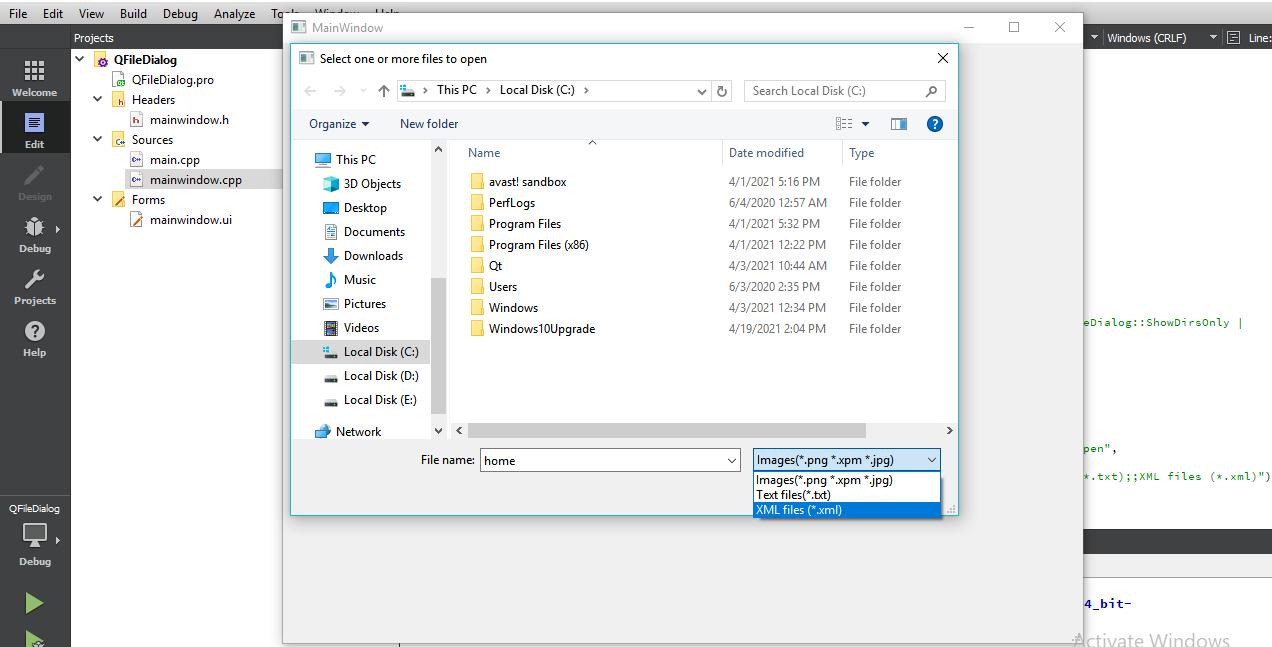 File Edit View Build Debug Analyze
MainWindow
Projects
Windows (CRLF) Line:
QFileDialog
QFileDialog.pro
Headers
mainwindow.h
Sources
main.cpp
mainwindow.cpp
Forms
mainwindow.ui
Welcome
Edit
Design
Debug
Projects
Help
QFileDialog
Debug
Select one or more files to open
This PC Local Disk (C:)
Search Local Disk (C:)
Organize New folder
This PC
3D Objects
Desktop
Documents
Downloads
Music
Pictures
Videos
Local Disk (C:)
Local Disk (D:)
Local Disk (E:)
Network
Name Date modified Type
avast! sandbox 4/1/2021 5:16 PM File folder
PerfLogs 6/4/2020 12:57 AM File folder
Program Files 4/1/2021 5:32 PM File folder
Program Files (x86) 4/1/2021 12:22 PM File folder
Qt 4/3/2021 10:44 AM File folder
Users 6/3/2020 2:35 PM File folder
Windows 4/3/2021 12:34 PM File folder
Windows10Upgrade 4/19/2021 2:04 PM File folder
File name: home Images(*.png *.xpm *.jpg)
Images(*.png *.xpm *.jpg)
Text files(*.txt)
XML files (*.xml)
eDialog::ShowDirsOnly |
pen",
*.txt);;XML files (*.xml)")
4_bit-
Activate Windows